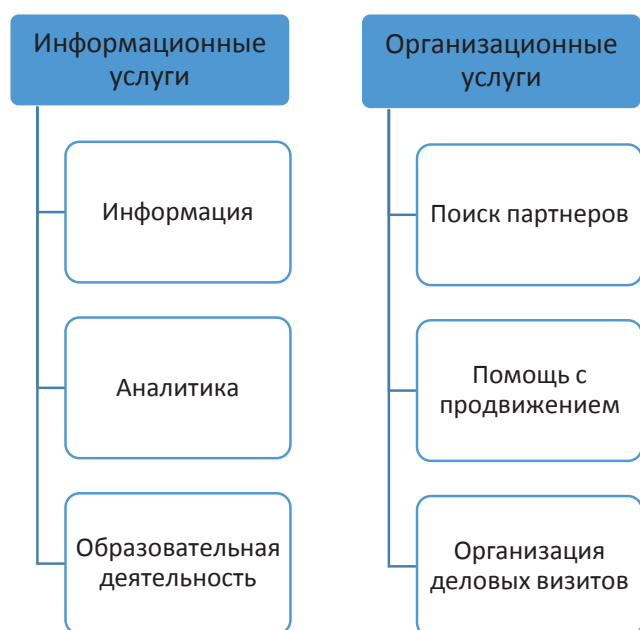 Информационные
услуги
Информация
Аналитика
Образовательная
деятельность
Организационные
услуги
Поиск партнеров
Помощь с
продвижением
Организация
деловых визитов